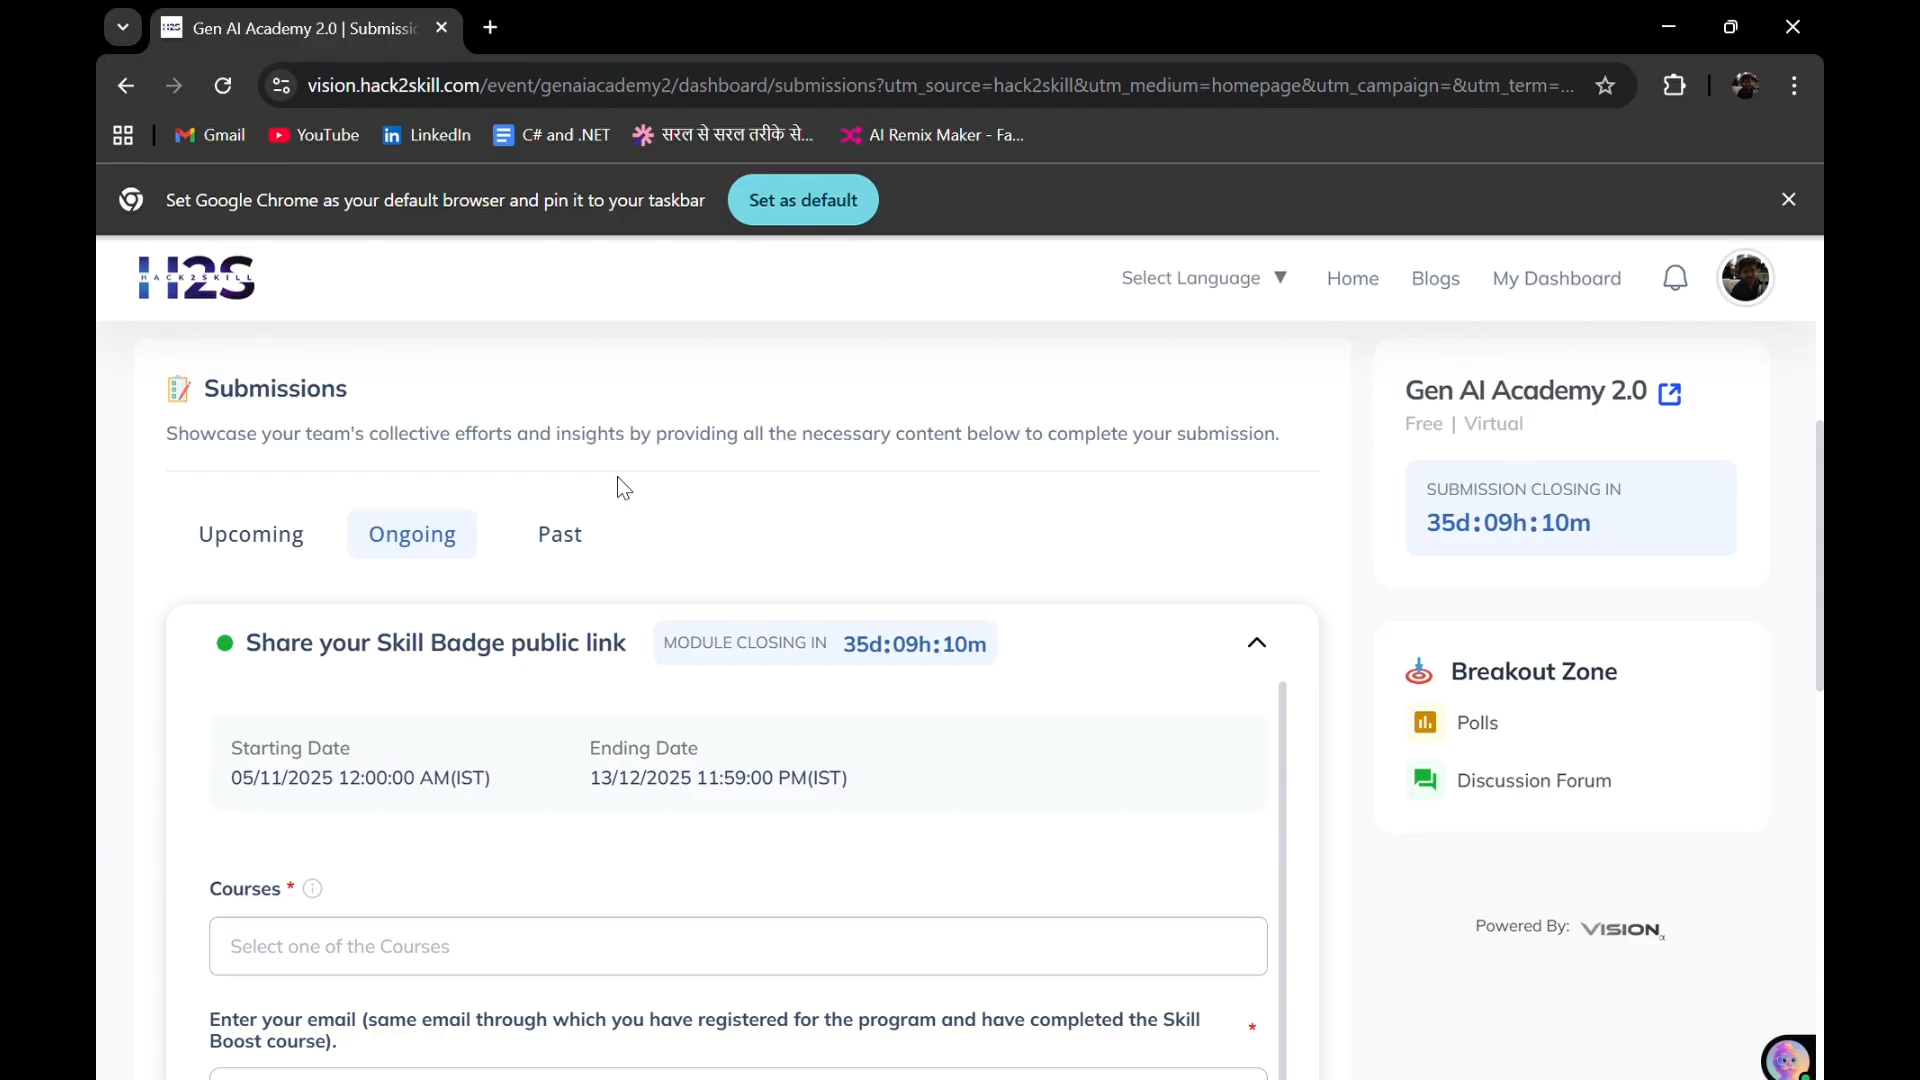 Gen AI Academy 2.0 | Submissi
vision.hack2skill.com/event/genaiacademy2/dashboard/submissions?utm_source=hack2skill&utm_medium=homepage&utm_campaign=&utm_term=...
Gmail YouTube LinkedIn C# and .NET सरल से सरल तरीके से... AI Remix Maker - Fa...
Set Google Chrome as your default browser and pin it to your taskbar Set as default
H2S
HACK2SKILL
Select Language ▼ Home Blogs My Dashboard
Submissions
Showcase your team's collective efforts and insights by providing all the necessary content below to complete your submission.
Upcoming Ongoing Past
Share your Skill Badge public link MODULE CLOSING IN 35d:09h:10m
Starting Date Ending Date
05/11/2025 12:00:00 AM(IST) 13/12/2025 11:59:00 PM(IST)
Courses *
Select one of the Courses
Enter your email (same email through which you have registered for the program and have completed the Skill *
Boost course).
Gen AI Academy 2.0
Free | Virtual
SUBMISSION CLOSING IN
35d:09h:10m
Breakout Zone
Polls
Discussion Forum
Powered By: VISION